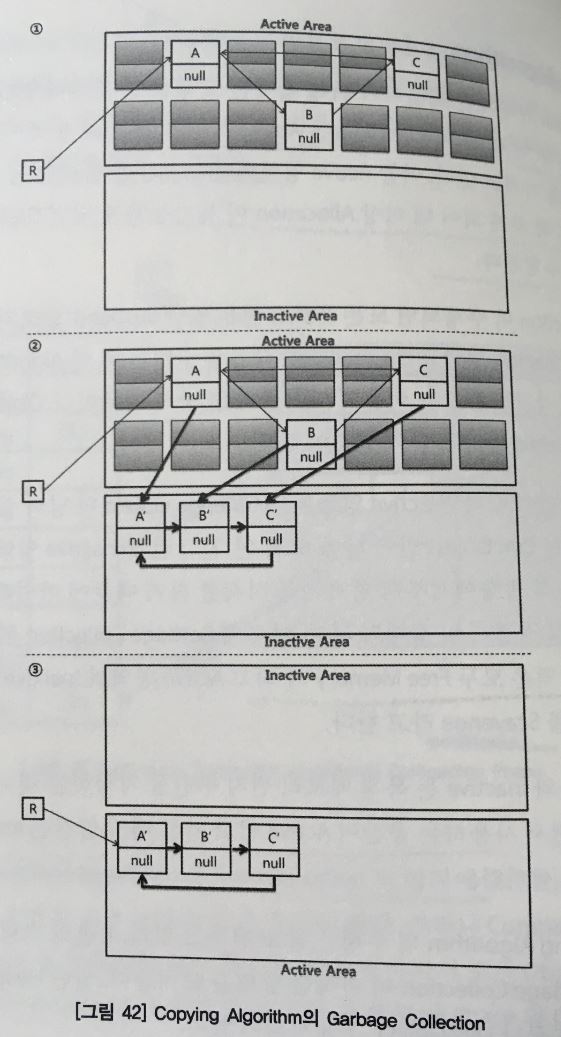 ①
Active Area
A
null
C
null
B
null
R
Inactive Area
②
Active Area
A
null
C
null
B
null
R
A′ B′ C′
null null null
Inactive Area
③
Inactive Area
R
A′ B′ C′
null null null
Active Area
[그림 42] Copying Algorithm의 Garbage Collection